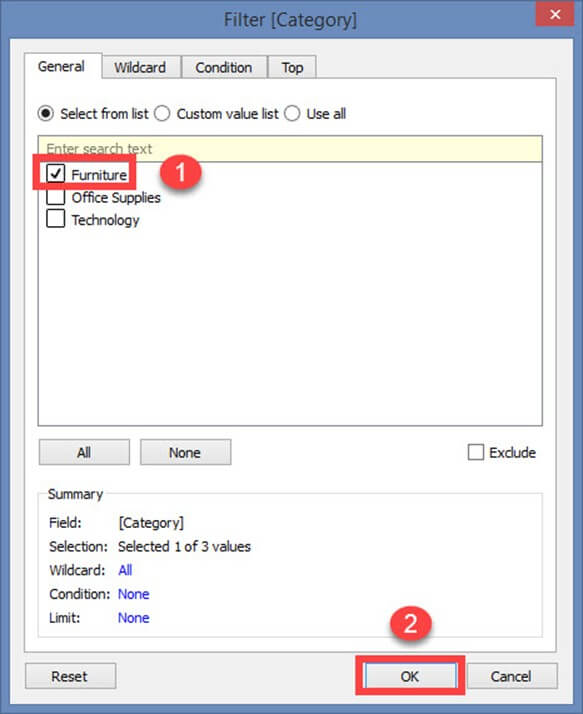 Filter [Category]
General Wildcard Condition Top
Select from list Custom value list Use all
Enter search text
Furniture 1
Office Supplies
Technology
All None Exclude
Summary
Field: [Category]
Selection: Selected 1 of 3 values
Wildcard: All
Condition: None
Limit: None
2
Reset OK Cancel